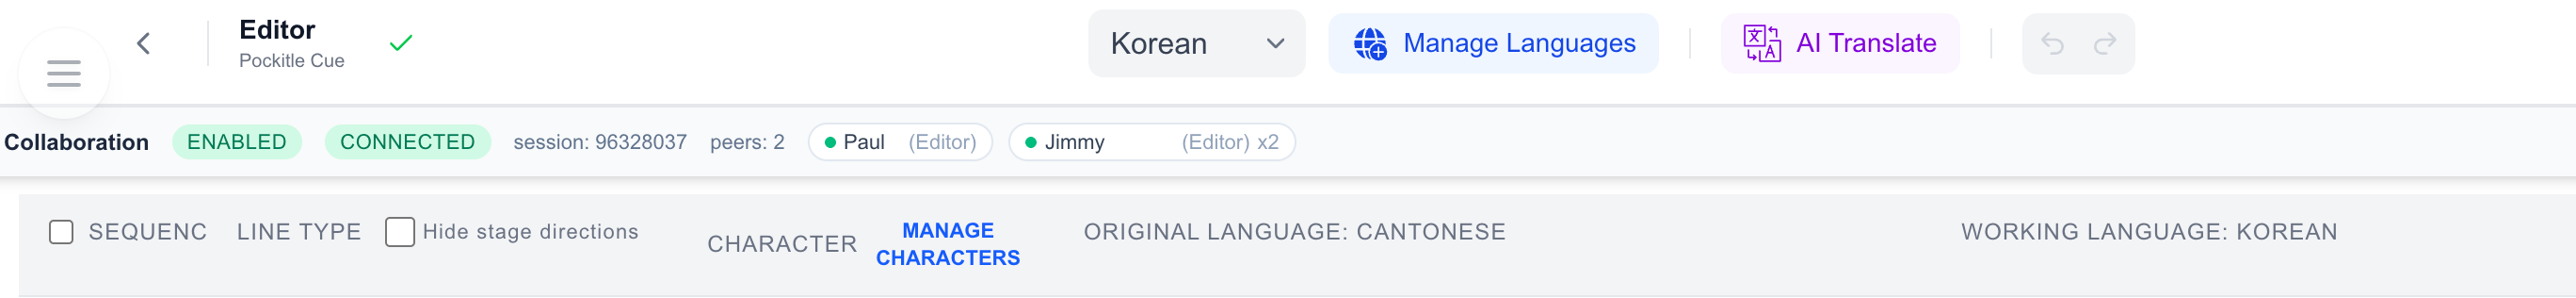 Editor
Pockitle Cue
Korean
Manage Languages
AI Translate
Collaboration ENABLED CONNECTED session: 96328037 peers: 2 Paul (Editor) Jimmy (Editor) x2
SEQUENC LINE TYPE Hide stage directions CHARACTER MANAGE CHARACTERS ORIGINAL LANGUAGE: CANTONESE WORKING LANGUAGE: KOREAN